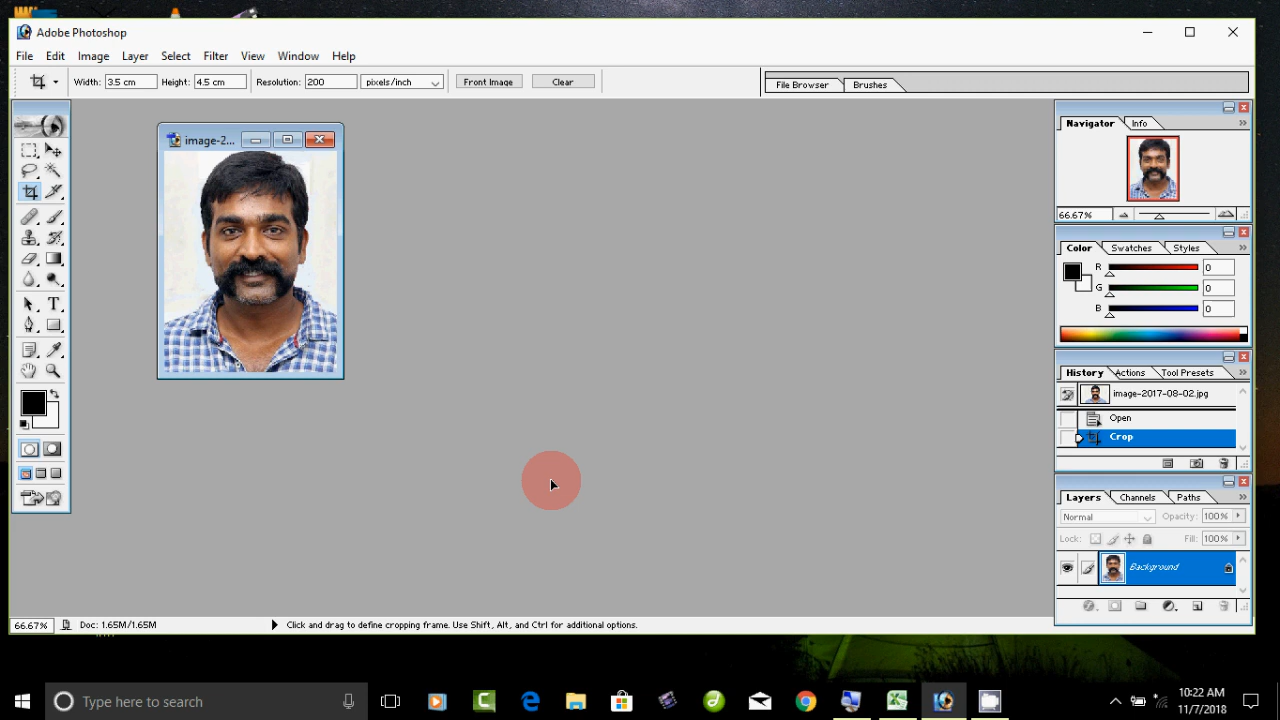 Adobe Photoshop
File Edit Image Layer Select Filter View Window Help
Width: 3.5 cm Height: 4.5 cm Resolution: 200 pixels/inch Front Image Clear File Browser Brushes
image-2...
Navigator Info
66.67%
Color Swatches Styles
R 0
G 0
B 0
History Actions Tool Presets
image-2017-08-02.jpg
Open
Crop
Layers Channels Paths
Normal Opacity: 100%
Lock: Fill: 100%
Background
66.67% Doc: 1.65M/1.65M Click and drag to define cropping frame. Use Shift, Alt, and Ctrl for additional options.
Type here to search
10:22 AM
11/7/2018